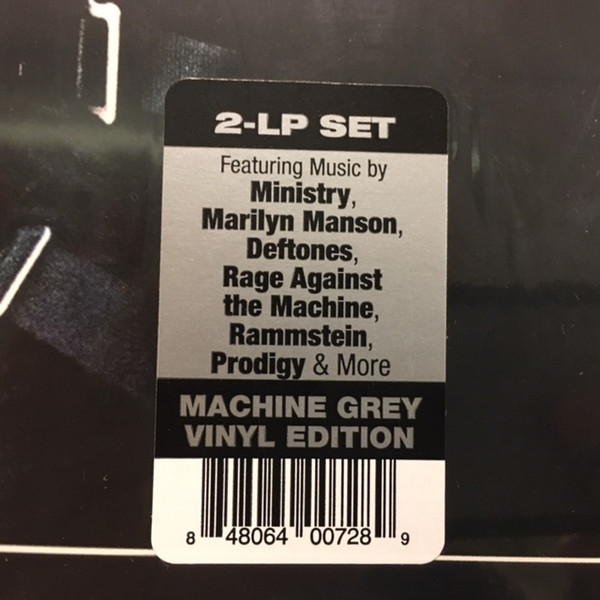 2-LP SET
Featuring Music by
Ministry,
Marilyn Manson,
Deftones,
Rage Against
the Machine,
Rammstein,
Prodigy & More
MACHINE GREY
VINYL EDITION
8 48064 00728 9